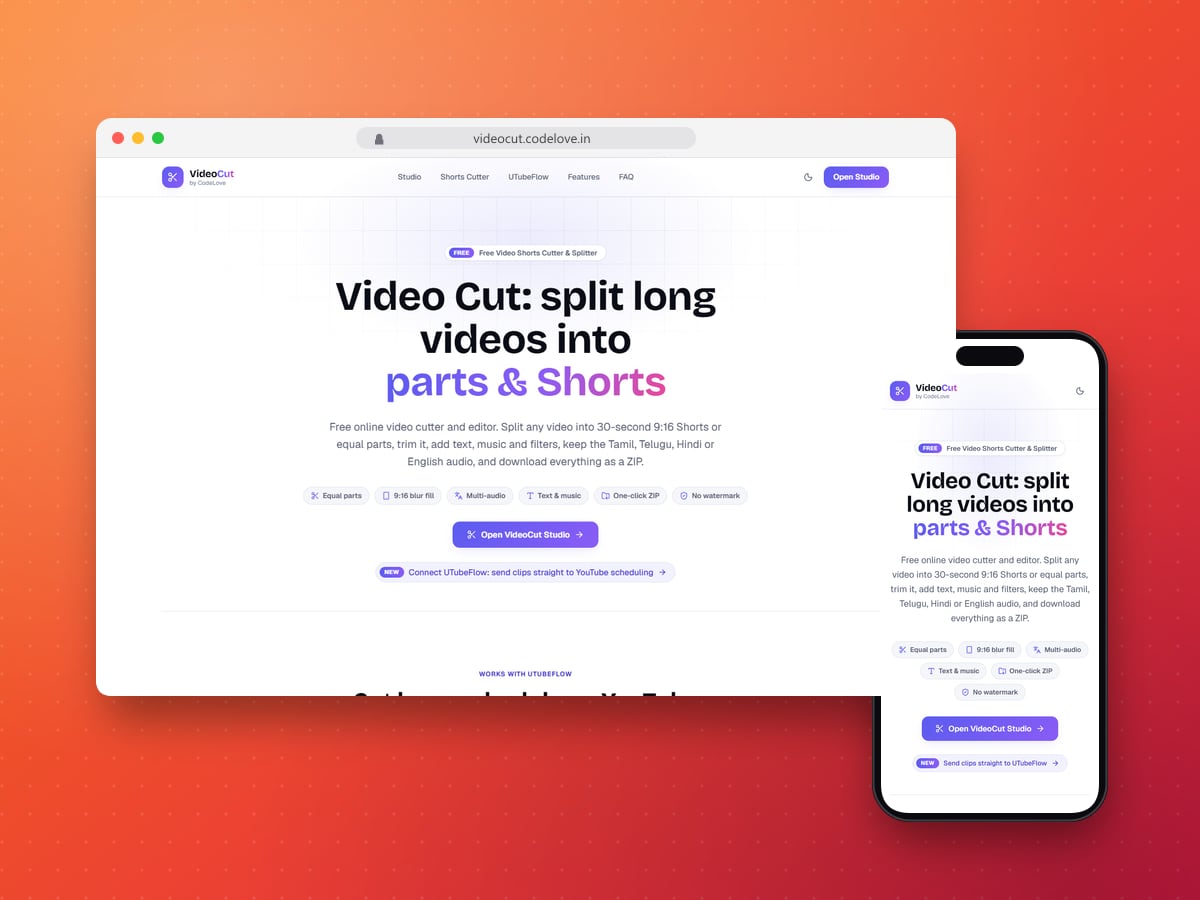 videocut.codelove.in
VideoCut
by CodeLove
Studio
Shorts Cutter
UTubeFlow
Features
FAQ
Open Studio
FREE Free Video Shorts Cutter & Splitter
Video Cut: split long
videos into
parts & Shorts
Free online video cutter and editor. Split any video into 30-second 9:16 Shorts or
equal parts, trim it, add text, music and filters, keep the Tamil, Telugu, Hindi or
English audio, and download everything as a ZIP.
Equal parts
9:16 blur fill
Multi-audio
Text & music
One-click ZIP
No watermark
Open VideoCut Studio →
NEW Connect UTubeFlow: send clips straight to YouTube scheduling →
WORKS WITH UTUBEFLOW
VideoCut
by CodeLove
FREE Free Video Shorts Cutter & Splitter
Video Cut: split
long videos into
parts & Shorts
Free online video cutter and editor. Split any
video into 30-second 9:16 Shorts or equal parts,
trim it, add text, music and filters, keep the Tamil,
Telugu, Hindi or English audio, and download
everything as a ZIP.
Equal parts
9:16 blur fill
Multi-audio
Text & music
One-click ZIP
No watermark
Open VideoCut Studio →
NEW Send clips straight to UTubeFlow →